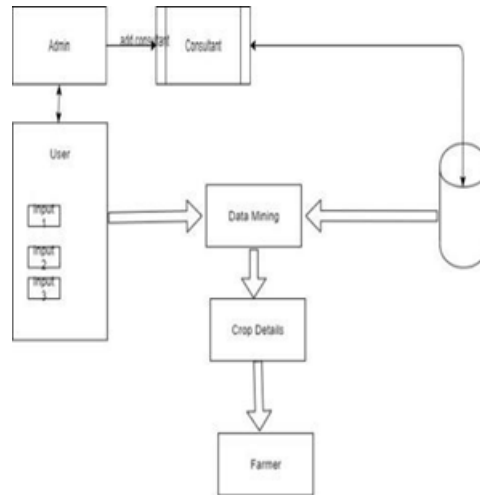 Admin
add consultant
Consultant
User
Input
1
Input
2
Input
3
Data Mining
Crop Details
Farmer